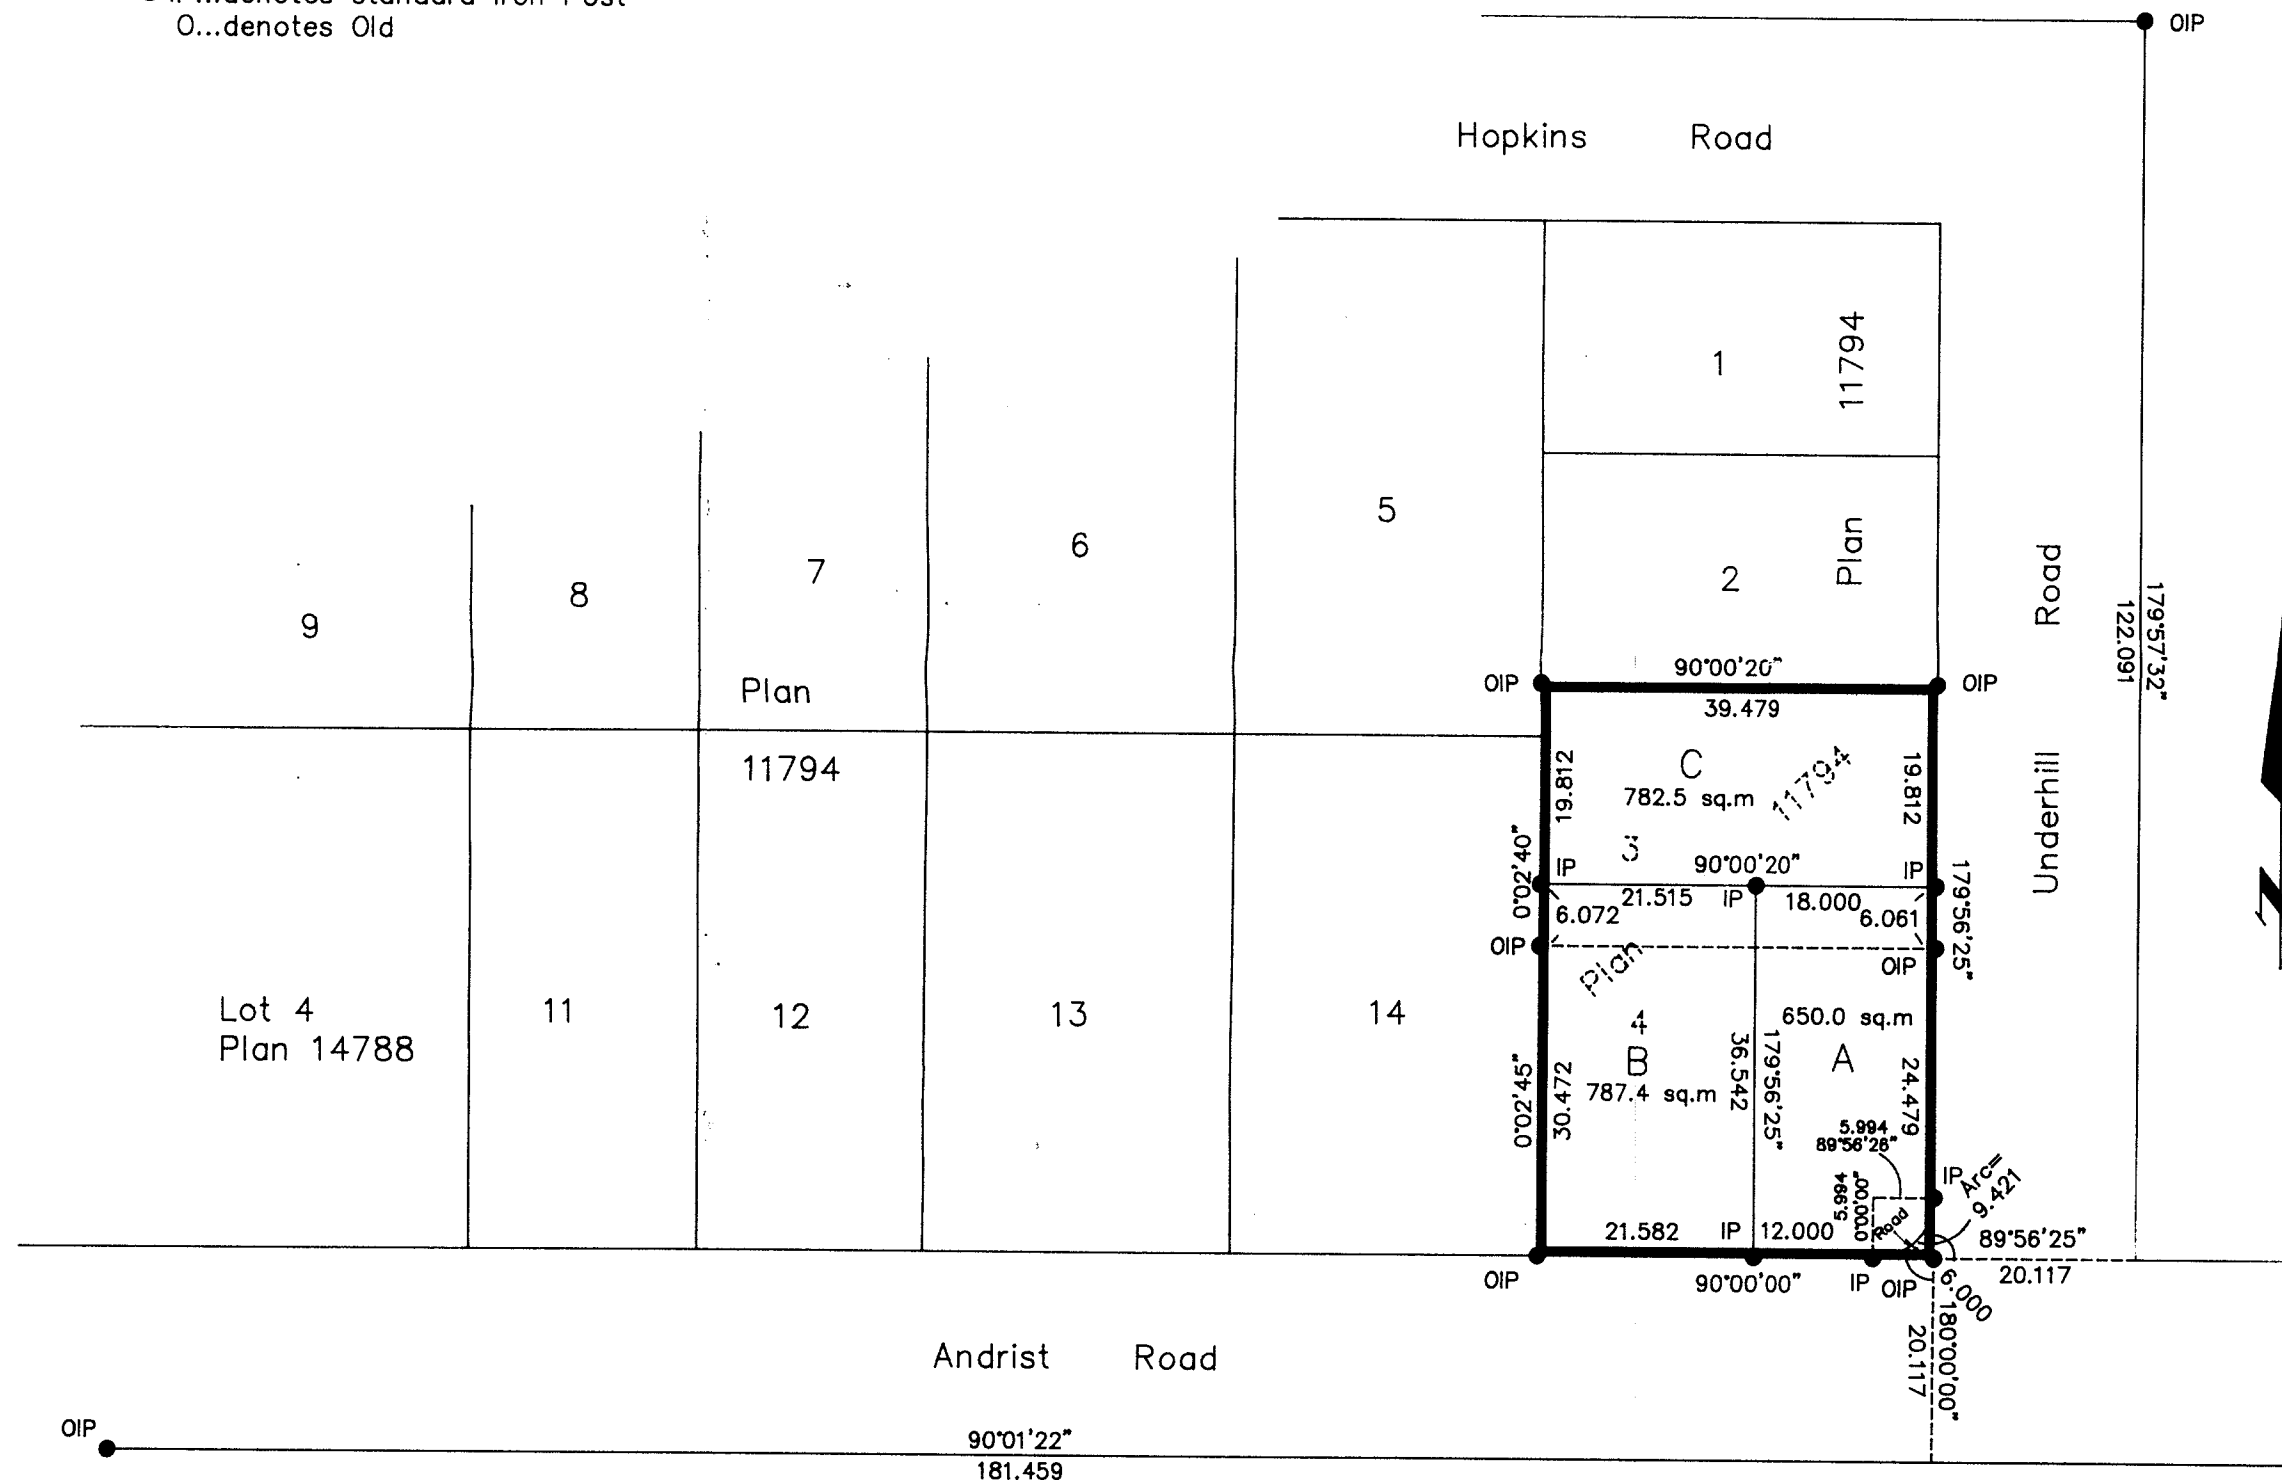 O...denotes Old
OIP
Hopkins Road
1
Plan 11794
2
5
6
7
8
9
Plan
11794
Underhill Road
179°57'32"
122.091
OIP
90°00'20"
OIP
39.479
19.812
C
782.5 sq.m
11794
19.812
3
0°02'40"
IP
90°00'20"
IP
21.515
IP
18.000
6.072
6.061
179°56'25"
OIP
OIP
Plan
4
B
787.4 sq.m
650.0 sq.m
A
36.542
179°56'25"
24.479
0°02'45"
30.472
5.994
89°56'26"
5.994
0°00'00"
Road
IP
Arc=
9.421
21.582
IP
12.000
89°56'25"
20.117
OIP
90°00'00"
IP
OIP
6.000
180°00'00"
20.117
Lot 4
Plan 14788
11
12
13
14
Andrist Road
OIP
90°01'22"
181.459